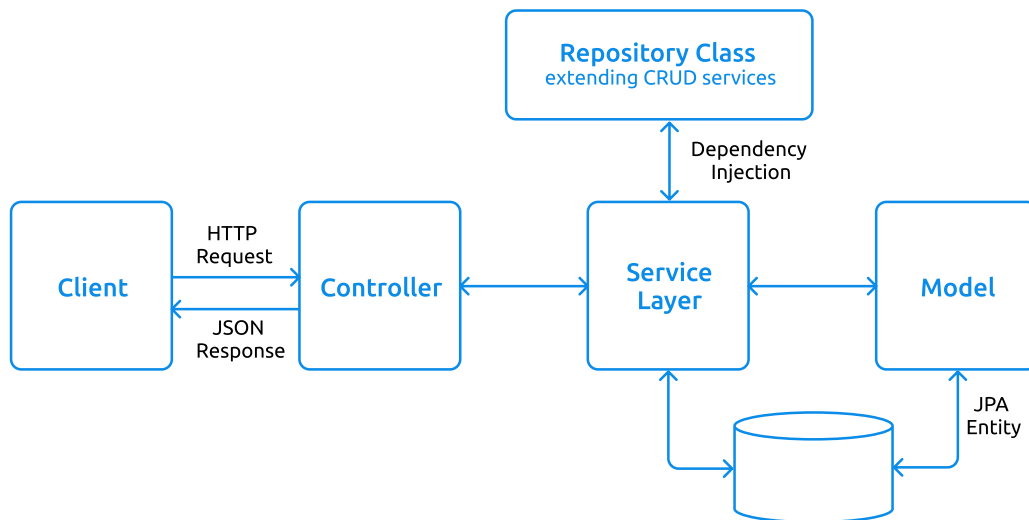 Repository Class
extending CRUD services
Dependency
Injection
HTTP
Request
Client
JSON
Response
Controller
Service
Layer
Model
JPA
Entity